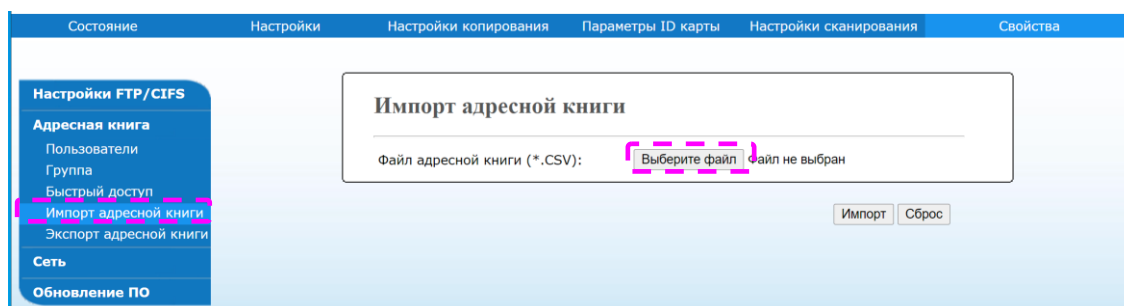 Состояние Настройки Настройки копирования Параметры ID карты Настройки сканирования Свойства
Настройки FTP/CIFS
Адресная книга
Пользователи
Группа
Быстрый доступ
Импорт адресной книги
Экспорт адресной книги
Сеть
Обновление ПО
Импорт адресной книги
Файл адресной книги (*.CSV): Выберите файл Файл не выбран
Импорт Сброс